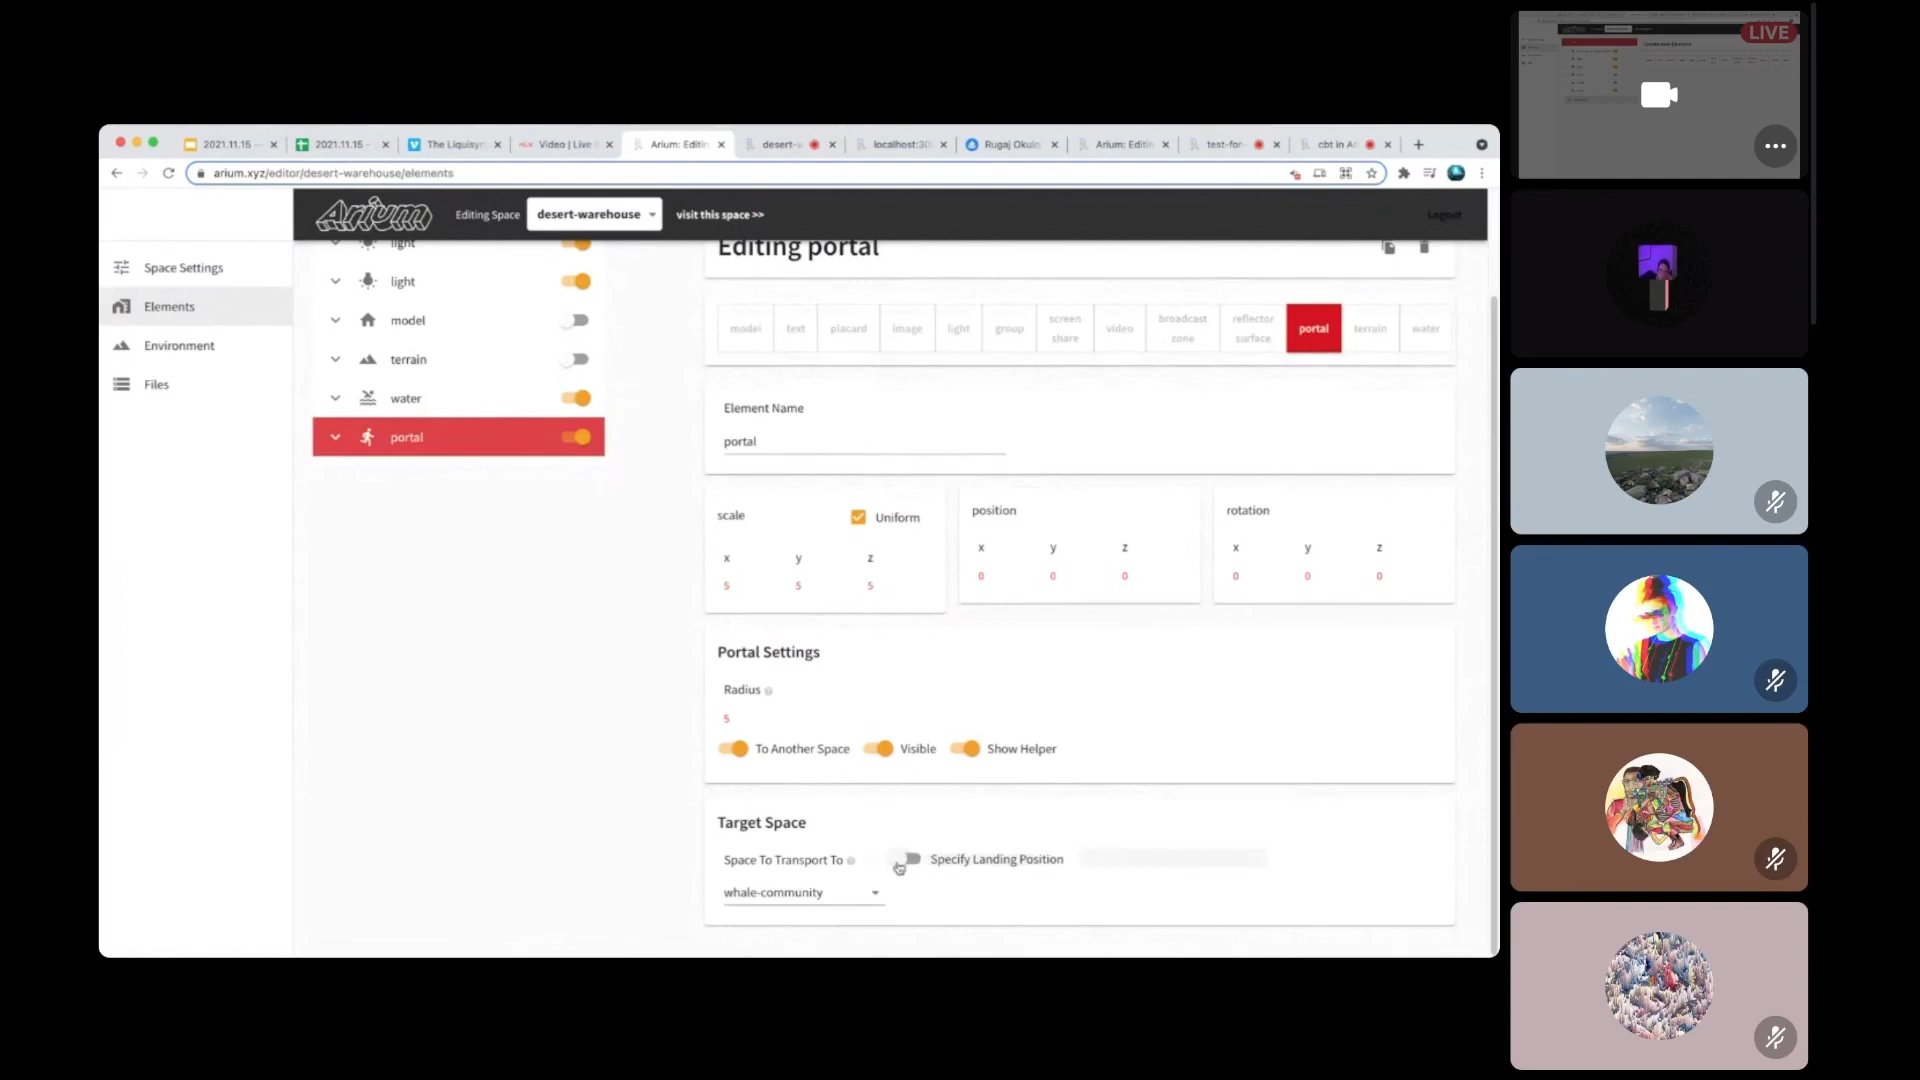 LIVE
2021.11.15 -
2021.11.15 -
The Liquisyn
Video | Live
Arium: Editin
desert-
localhost:30
Rugaj Okulo
Arium: Editin
test-for-
cbt in Ar
arium.xyz/editor/desert-warehouse/elements
Arium
Editing Space
desert-warehouse
visit this space >>
Logout
Space Settings
Elements
Environment
Files
light
light
model
terrain
water
portal
Editing portal
model
text
placard
image
light
group
screen share
video
broadcast zone
reflector surface
portal
terrain
water
Element Name
portal
scale
Uniform
x y z
5 5 5
position
x y z
0 0 0
rotation
x y z
0 0 0
Portal Settings
Radius
5
To Another Space
Visible
Show Helper
Target Space
Space To Transport To
Specify Landing Position
whale-community